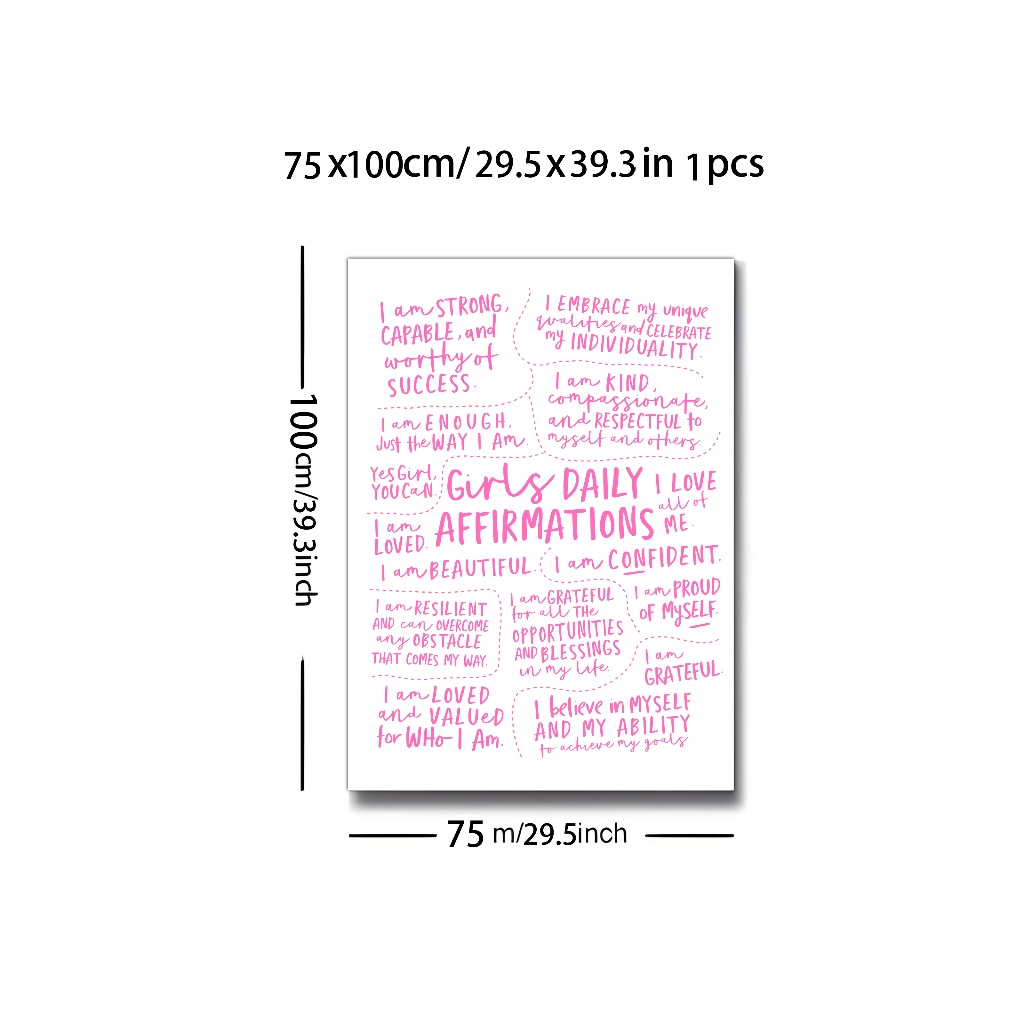 75x100cm/ 29.5x39.3in 1pcs
100cm/39.3inch
I am STRONG,
CAPABLE, and
worthy of
SUCCESS.
I EMBRACE my unique
qualities and CELEBRATE
my INDIVIDUALITY.
I am KIND,
compassionate,
and RESPECTFUL to
myself and others.
I am ENOUGH,
Just the WAY I Am.
Yes Girl,
YOU CaN.
Girls DAILY
AFFIRMATIONS
I LOVE
all of
ME.
I am
LOVED.
I am BEAUTIFUL.
I am CONFIDENT.
I am RESILIENT
AND can OVERCOME
any OBSTACLE
THAT COMES MY WAY.
I am GRATEFUL
for all THE
OPPORTUNITIES
AND BLESSINGS
in my life.
I am PROUD
OF MySELF.
I am
GRATEFUL.
I am LOVED
and VALUeD
for WHo I Am.
I believe in MYSELF
AND MY ABILITY
to achieve my goals
75 m/29.5inch